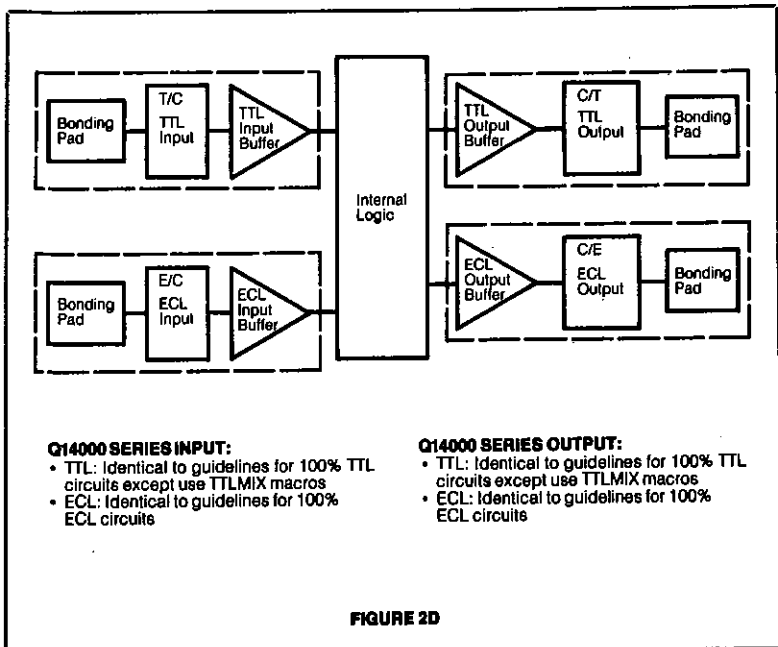 Bonding
Pad
T/C
TTL
Input
TTL
Input
Buffer
Internal
Logic
TTL
Output
Buffer
C/T
TTL
Output
Bonding
Pad
Bonding
Pad
E/C
ECL
Input
ECL
Input
Buffer
ECL
Output
Buffer
C/E
ECL
Output
Bonding
Pad
Q14000 SERIES INPUT:
• TTL: Identical to guidelines for 100% TTL
circuits except use TTLMIX macros
• ECL: Identical to guidelines for 100%
ECL circuits
Q14000 SERIES OUTPUT:
• TTL: Identical to guidelines for 100% TTL
circuits except use TTLMIX macros
• ECL: Identical to guidelines for 100%
ECL circuits
FIGURE 2D